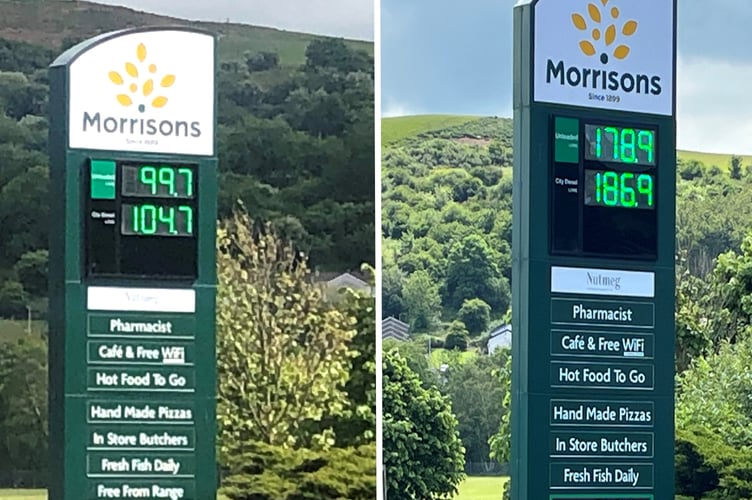 Morrisons
Since 1899
Unleaded
99.7
City Diesel
104.7
Nutmeg
Pharmacist
Café & Free WiFi
Hot Food To Go
Hand Made Pizzas
In Store Butchers
Fresh Fish Daily
Free From Range
Morrisons
Since 1899
Unleaded
178.9
City Diesel
186.9
Nutmeg
Pharmacist
Café & Free WiFi
Hot Food To Go
Hand Made Pizzas
In Store Butchers
Fresh Fish Daily